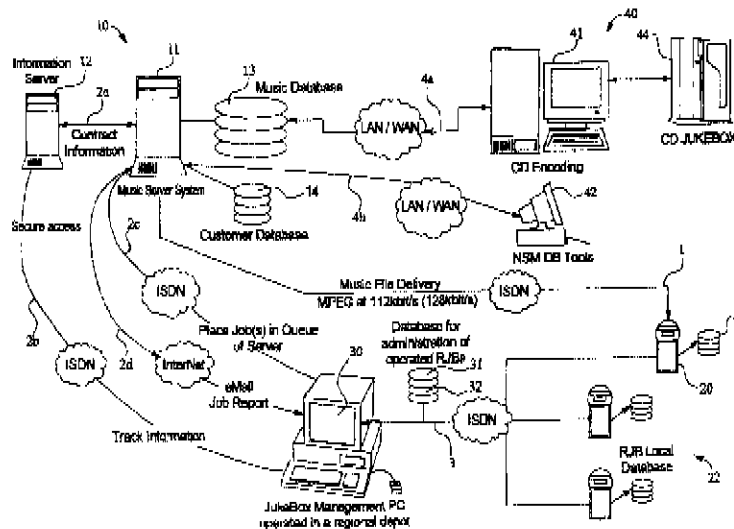 10
12
11
40
41
44
Information
Server
2a
13
Music Database
4a
Contract
Information
LAN / WAN
CD Encoding
CD JUKEBOX
Music Server System
14
42
4b
LAN / WAN
Secure access
2c
Customer Database
NSM DB Tools
Music File Delivery
MPEG at 112kbit/s (128kbit/s)
ISDN
1
ISDN
Place Job(s) in Queue
of Server
Database for
administration of
operated RJBs
2b
2d
30
31
32
20
ISDN
InterNet
eMail
Job Report
ISDN
Track Information
3
RJB Local
Database
22
JukeBox Management PC
operated in a regional depot